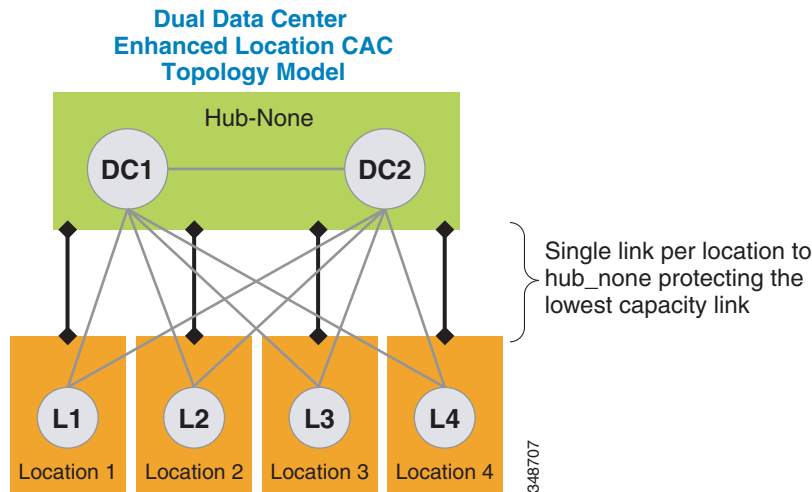 Dual Data Center
Enhanced Location CAC
Topology Model
Hub-None
DC1
DC2
Single link per location to
hub_none protecting the
lowest capacity link
L1
L2
L3
L4
Location 1
Location 2
Location 3
Location 4
348707